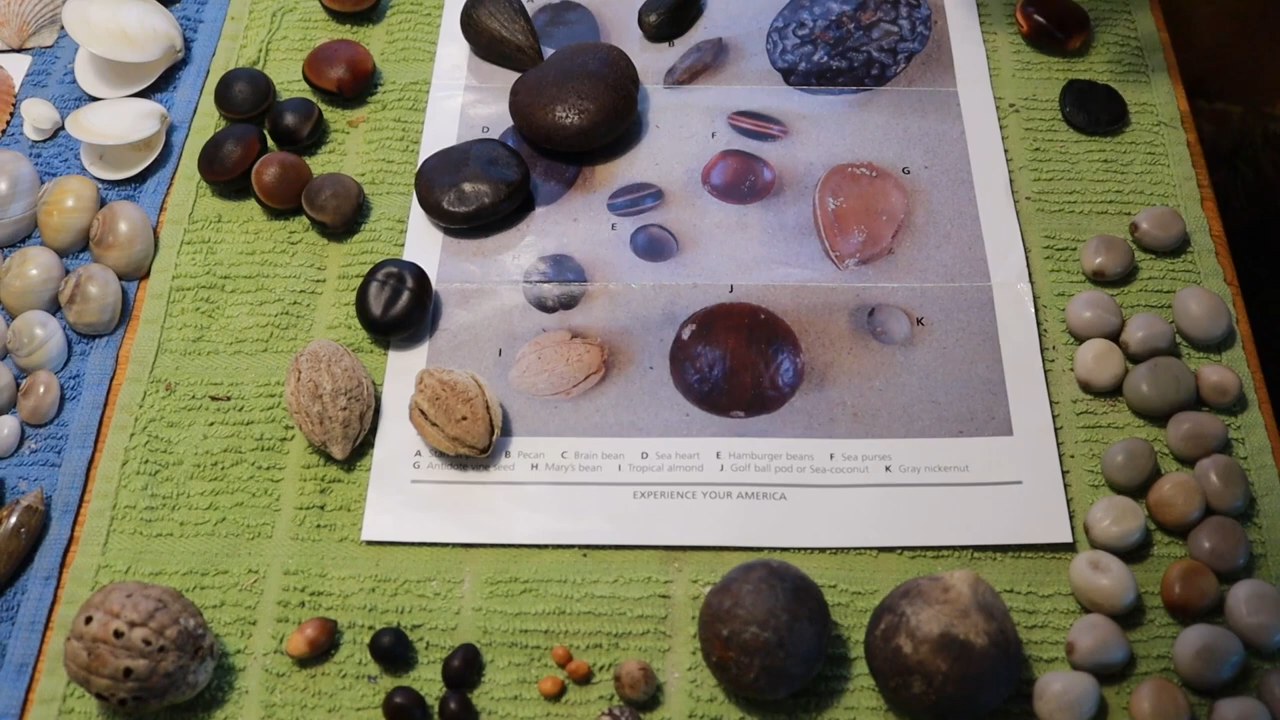 B
D
F
G
E
H
J
K
I
A B. Pecan C. Brain bean D Sea heart E Hamburger beans F. Sea purses
G Antidote vine seed H Mary's bean I Tropical almond J Golf ball pod or Sea-coconut K Gray nickernut
EXPERIENCE YOUR AMERICA